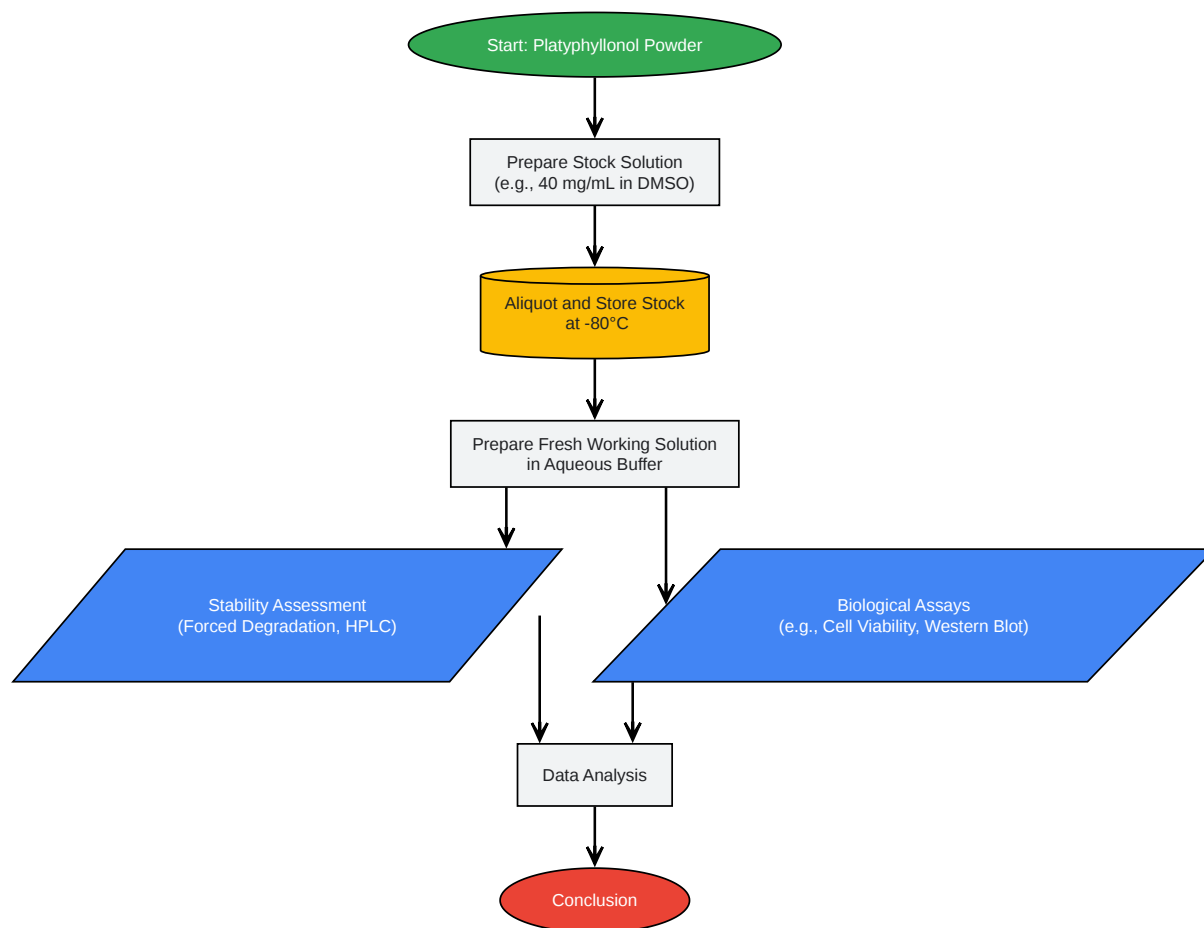 Start: Platyphyllonol Powder
Prepare Stock Solution
(e.g., 40 mg/mL in DMSO)
Aliquot and Store Stock
at -80°C
Prepare Fresh Working Solution
in Aqueous Buffer
Stability Assessment
(Forced Degradation, HPLC)
Biological Assays
(e.g., Cell Viability, Western Blot)
Data Analysis
Conclusion